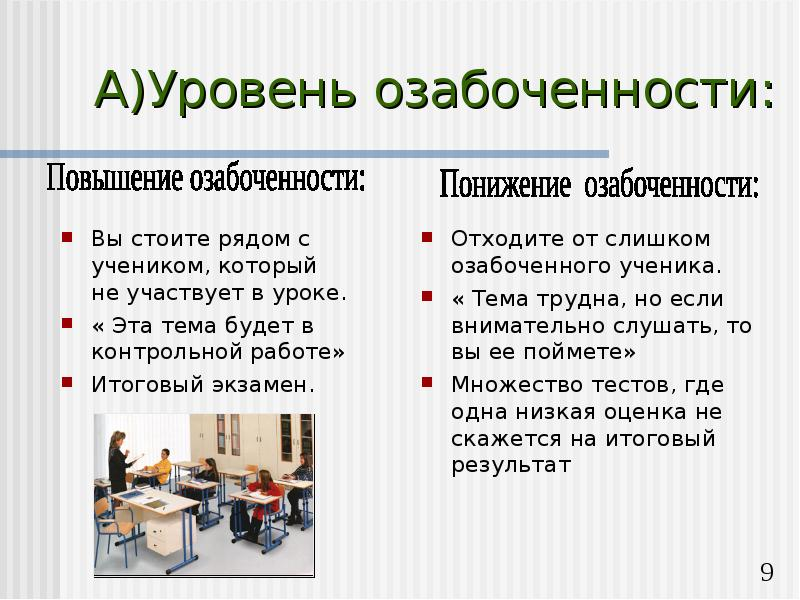 А)Уровень озабоченности:
Повышение озабоченности:
Вы стоите рядом с
учеником, который
не участвует в уроке.
« Эта тема будет в
контрольной работе»
Итоговый экзамен.
Понижение озабоченности:
Отходите от слишком
озабоченного ученика.
« Тема трудна, но если
внимательно слушать, то
вы ее поймете»
Множество тестов, где
одна низкая оценка не
скажется на итоговый
результат
9